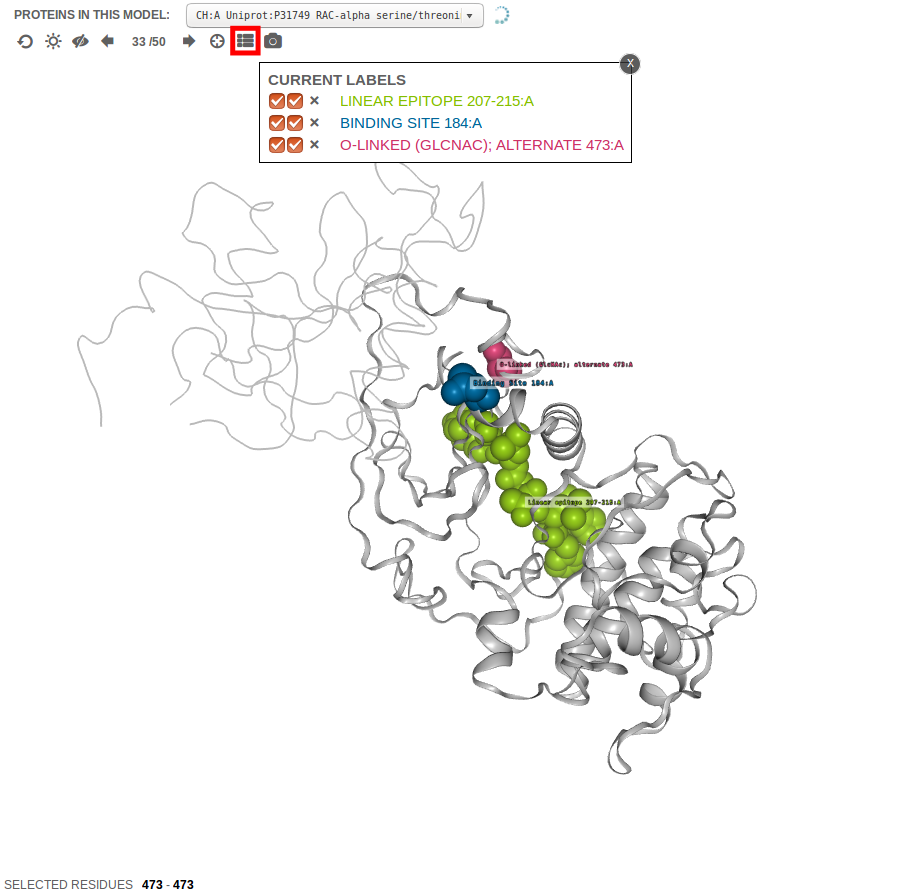 PROTEINS IN THIS MODEL: CH:A Uniprot:P31749 RAC-alpha serine/threoni
33 /50
X
CURRENT LABELS
LINEAR EPITOPE 207-215:A
BINDING SITE 184:A
O-LINKED (GLCNAC); ALTERNATE 473:A
O-linked (GlcNAc); alternate 473:A
Binding Site 184:A
Linear epitope 207-215:A
SELECTED RESIDUES 473 - 473